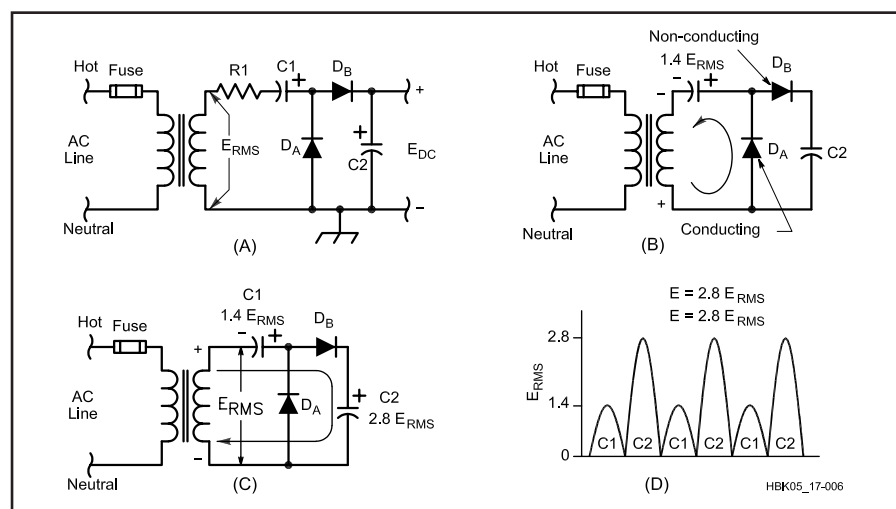 Hot
Fuse
R1
C1
+
D_B
+
AC
Line
E_RMS
D_A
+
C2
E_DC
−
Neutral
(A)
Non-conducting
1.4 E_RMS
D_B
Hot
Fuse
−
+
−
AC
Line
D_A
C2
+
Neutral
Conducting
(B)
C1
1.4 E_RMS
D_B
Hot
Fuse
+
−
+
AC
Line
E_RMS
D_A
+
C2
2.8 E_RMS
−
Neutral
(C)
E = 2.8 E_RMS
E = 2.8 E_RMS
2.8
E_RMS
1.4
C1 C2 C1 C2 C1 C2
0
(D)
HBK05_17-006